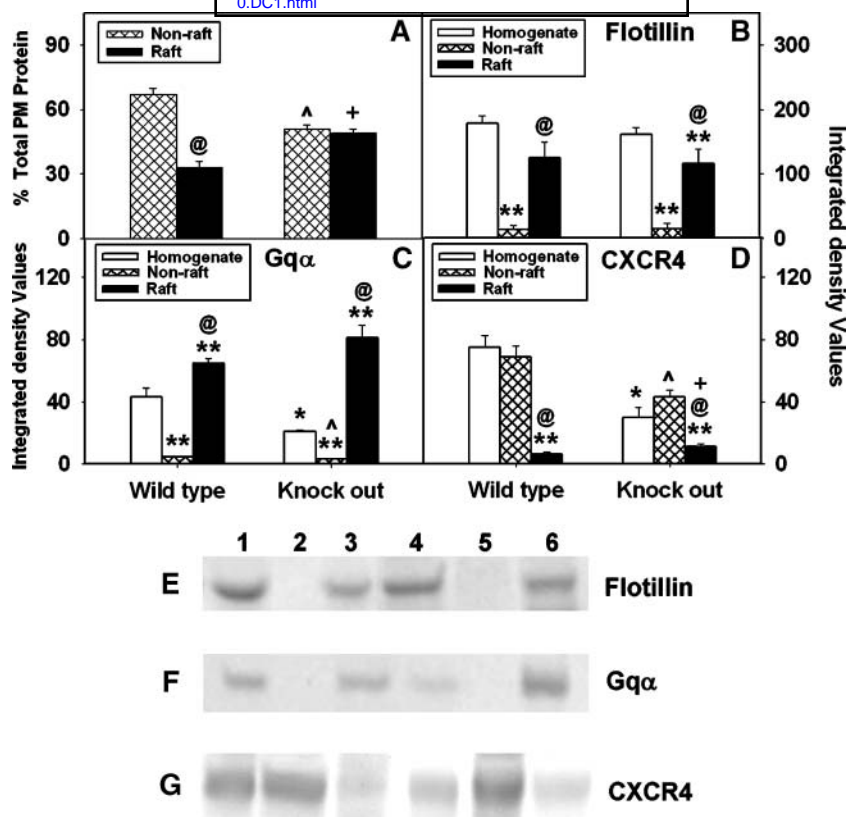 0.DC1.html
Non-raft
Raft
A
90
60
30
0
% Total PM Protein
@
^
+
Homogenate
Non-raft
Raft
Flotillin
B
300
200
100
0
Integrated density Values
**
@
**
@
**
Homogenate
Non-raft
Raft
Gqα
C
120
80
40
0
Integrated density Values
**
@
**
*
^
**
@
**
Wild type
Knock out
Homogenate
Non-raft
Raft
CXCR4
D
120
80
40
0
@
**
*
^
+
@
**
Wild type
Knock out
1 2 3 4 5 6
E Flotillin
F Gqα
G CXCR4